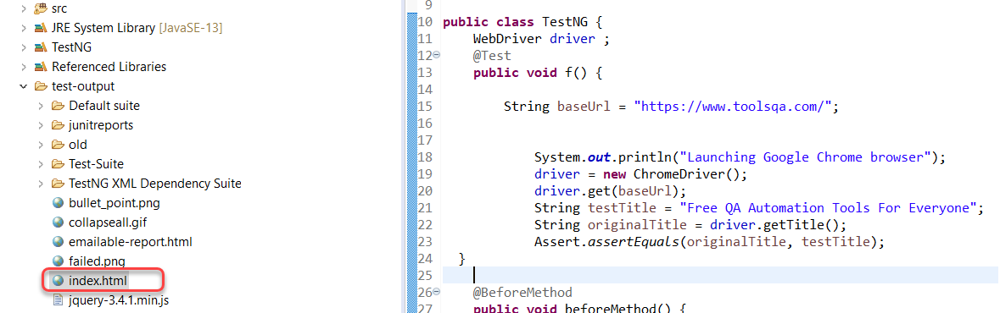 src
JRE System Library [JavaSE-13]
TestNG
Referenced Libraries
test-output
Default suite
junitreports
old
Test-Suite
TestNG XML Dependency Suite
bullet_point.png
collapseall.gif
emailable-report.html
failed.png
index.html
jquery-3.4.1.min.js
9
10 public class TestNG {
11 WebDriver driver ;
12 @Test
13 public void f() {
14
15 String baseUrl = "https://www.toolsqa.com/";
16
17
18 System.out.println("Launching Google Chrome browser");
19 driver = new ChromeDriver();
20 driver.get(baseUrl);
21 String testTitle = "Free QA Automation Tools For Everyone";
22 String originalTitle = driver.getTitle();
23 Assert.assertEquals(originalTitle, testTitle);
24 }
25
26 @BeforeMethod
27 public void beforeMethod() {